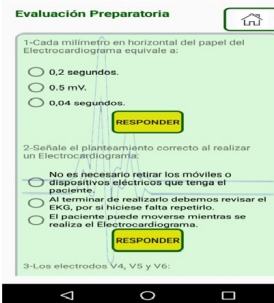 Evaluación Preparatoria
1-Cada milímetro en horizontal del papel del
Electrocardiograma equivale a:
0,2 segundos.
0.5 mV.
0,04 segundos.
RESPONDER
2-Señale el planteamiento correcto al realizar
un Electrocardiograma:
No es necesario retirar los móviles o
dispositivos eléctricos que tenga el
paciente.
Al terminar de realizarlo debemos revisar el
EKG, por si hiciese falta repetirlo.
El paciente puede moverse mientras se
realiza el Electrocardiograma.
RESPONDER
3-Los electrodos V4, V5 y V6: